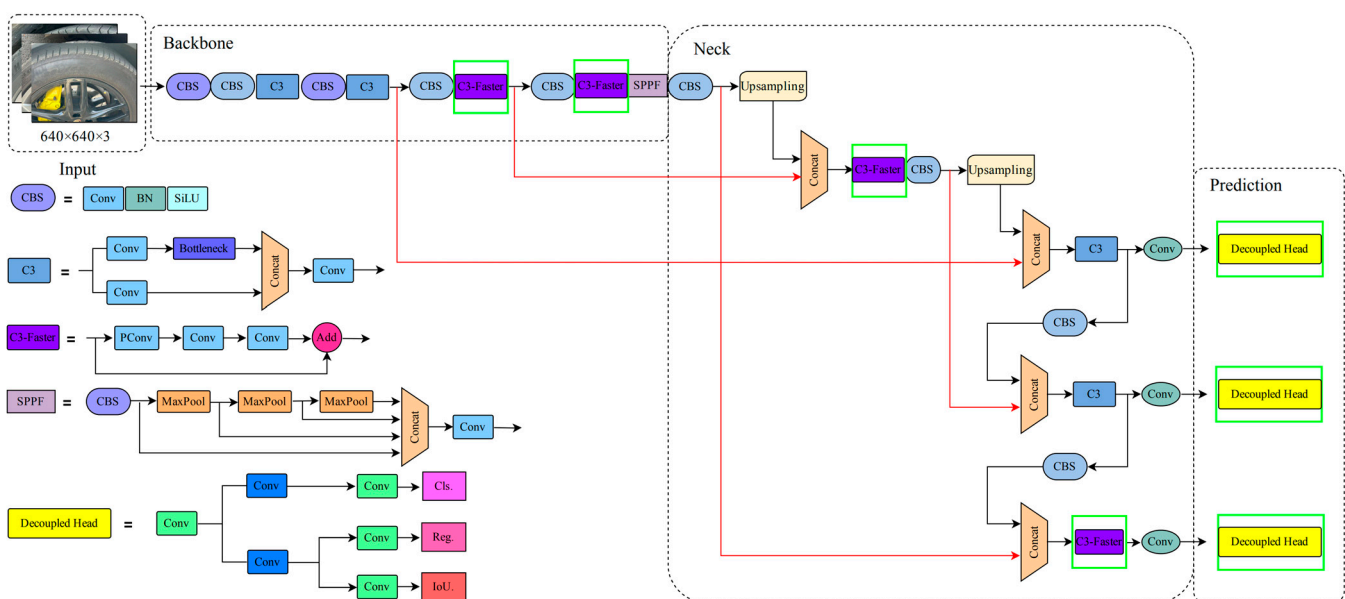 Backbone
Neck
CBS
CBS
C3
CBS
C3
CBS
C3-Faster
CBS
C3-Faster
SPPF
CBS
Upsampling
640×640×3
Concat
C3-Faster
CBS
Upsampling
Prediction
Input
CBS = Conv BN SiLU
Concat
C3
Conv
Decoupled Head
C3 = Conv Bottleneck
Conv
Concat
Conv
CBS
C3-Faster = PConv Conv Conv Add
Concat
C3
Conv
Decoupled Head
SPPF = CBS MaxPool MaxPool MaxPool
Concat
Conv
CBS
Decoupled Head = Conv
Conv Conv Cls.
Conv Reg.
Conv
Conv IoU.
Concat
C3-Faster
Conv
Decoupled Head